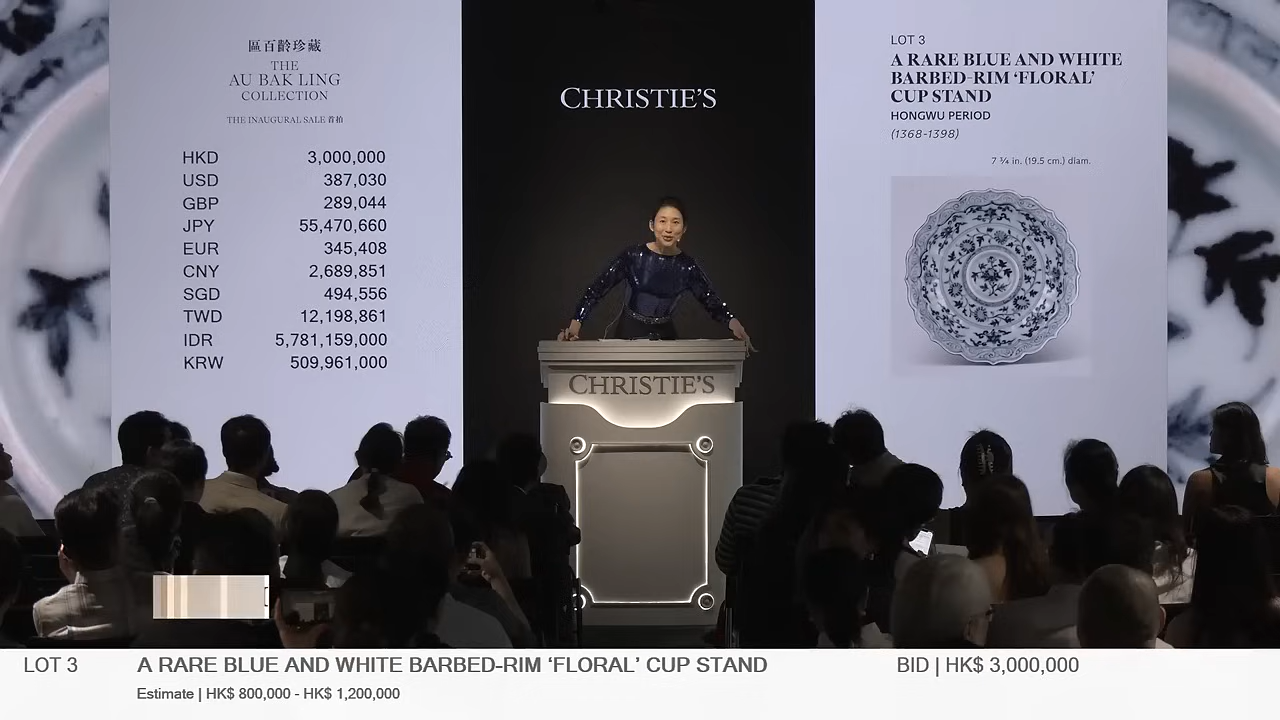 區百齡珍藏
THE
AU BAK LING
COLLECTION
THE INAUGURAL SALE 首拍
HKD 3,000,000
USD 387,030
GBP 289,044
JPY 55,470,660
EUR 345,408
CNY 2,689,851
SGD 494,556
TWD 12,198,861
IDR 5,781,159,000
KRW 509,961,000
CHRISTIE'S
CHRISTIE'S
LOT 3
A RARE BLUE AND WHITE
BARBED-RIM ‘FLORAL’
CUP STAND
HONGWU PERIOD
(1368-1398)
7 ¾ in. (19.5 cm.) diam.
LOT 3 A RARE BLUE AND WHITE BARBED-RIM ‘FLORAL’ CUP STAND BID | HK$ 3,000,000
Estimate | HK$ 800,000 - HK$ 1,200,000